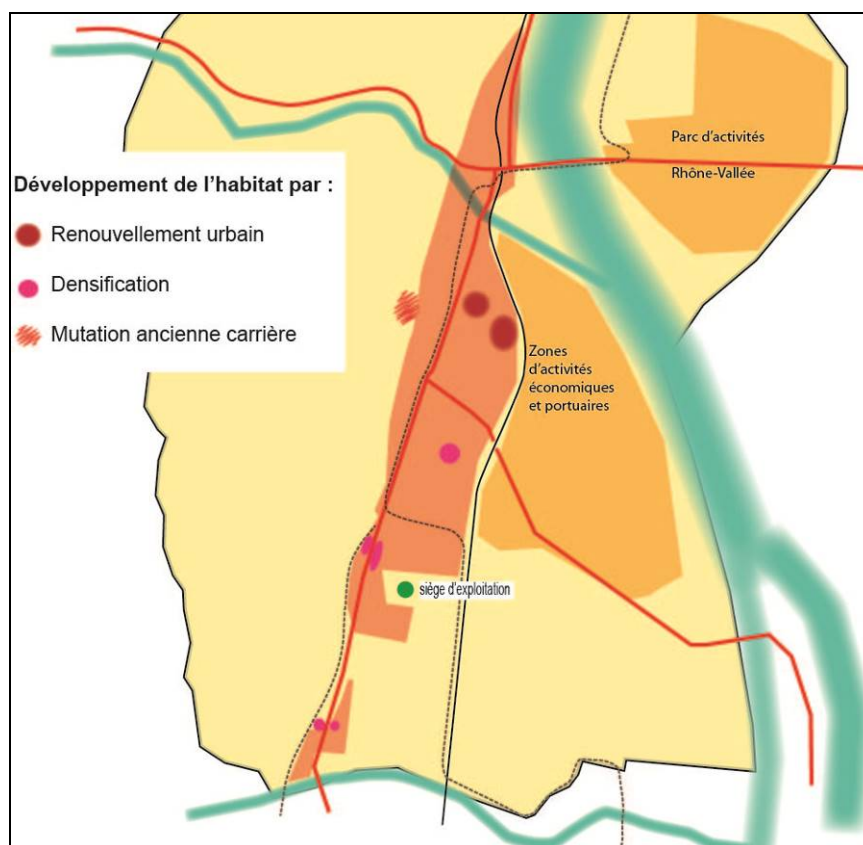 Développement de l'habitat par :
Renouvellement urbain
Densification
Mutation ancienne carrière
Parc d'activités
Rhône-Vallée
Zones
d'activités
économiques
et portuaires
siège d'exploitation